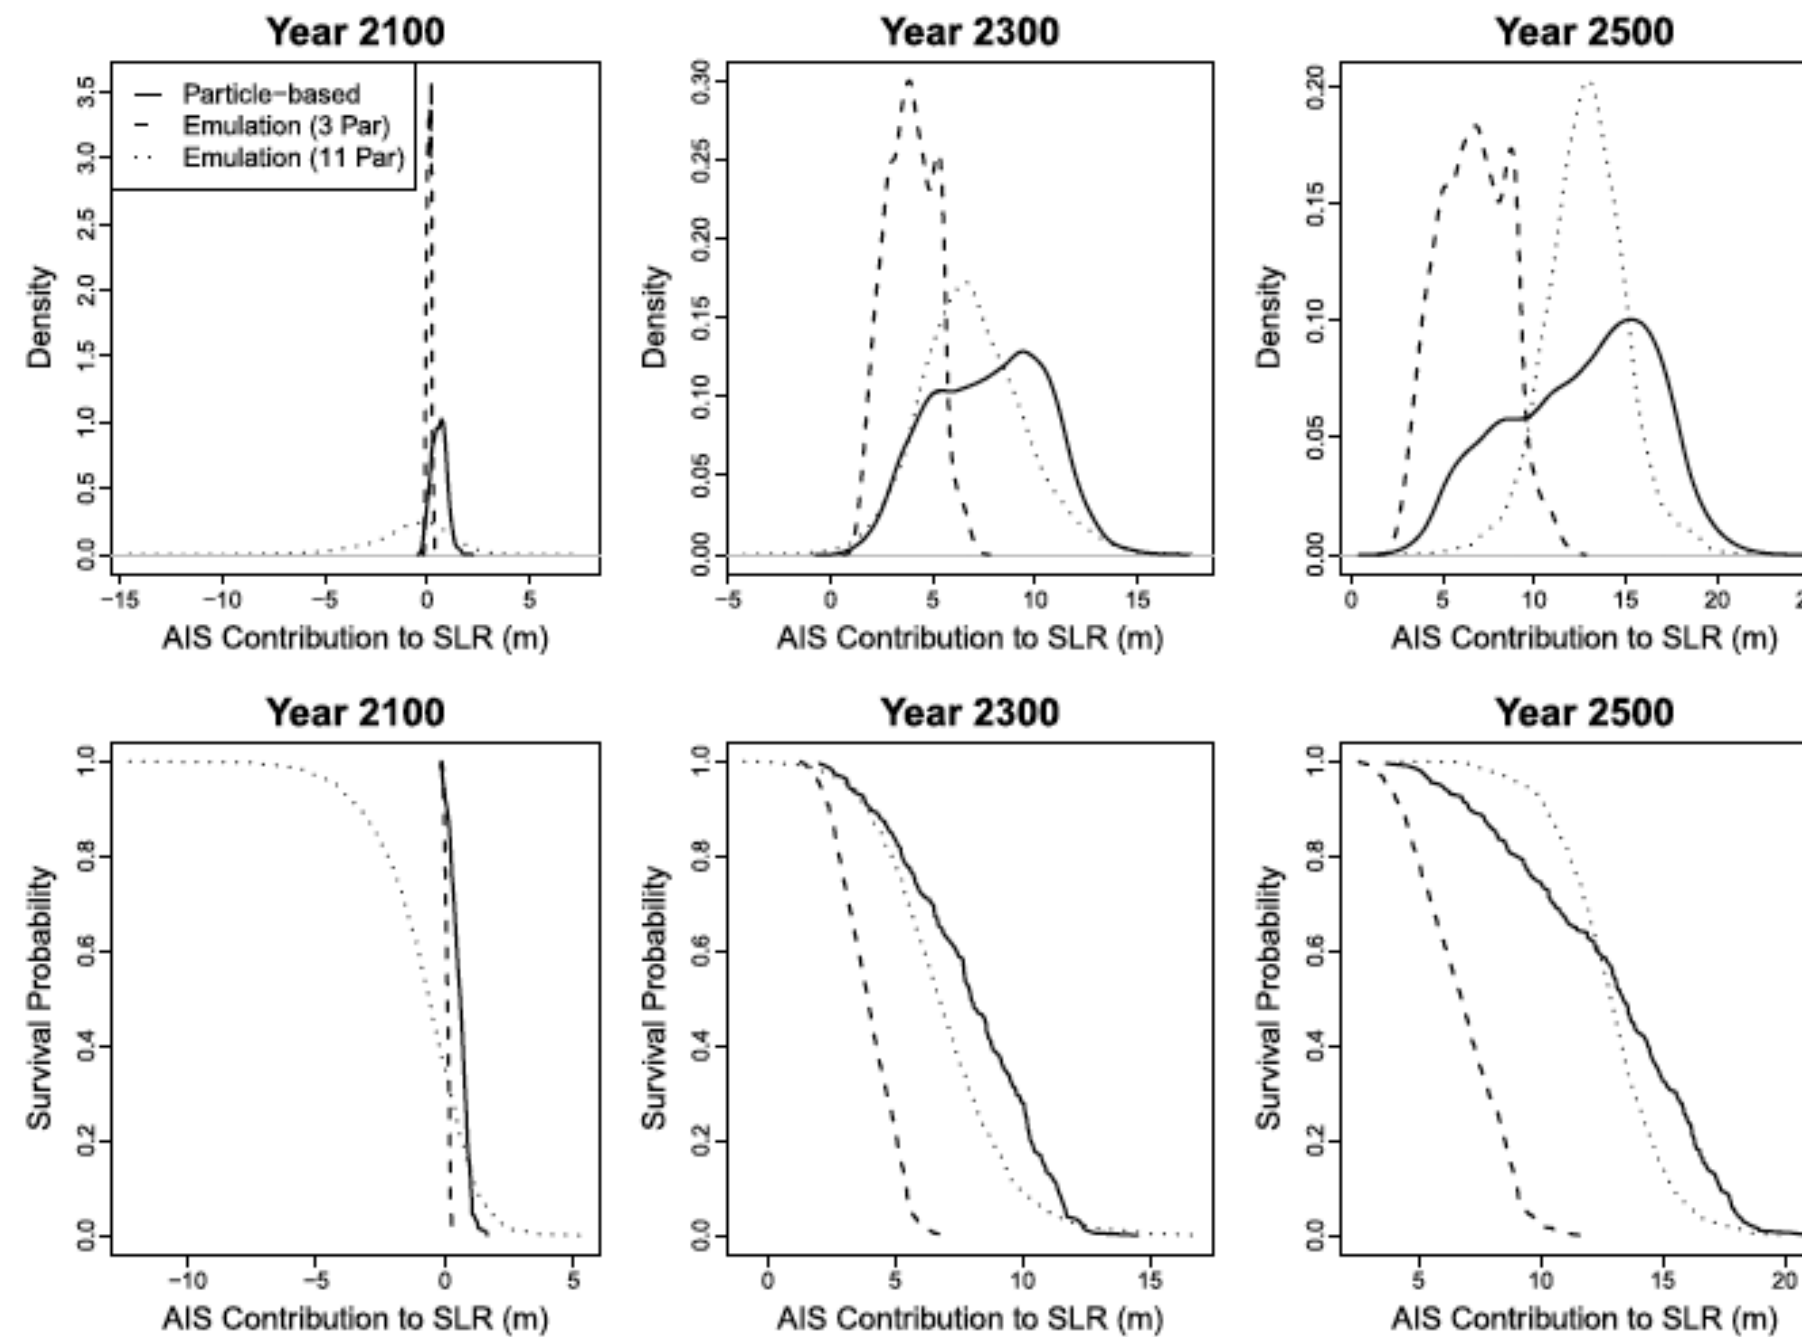 Year 2100
Year 2300
Year 2500
Density
3.5
3.0
2.5
2.0
1.5
1.0
0.5
0.0
Particle−based
Emulation (3 Par)
Emulation (11 Par)
−15 −10 −5 0 5
AIS Contribution to SLR (m)
Density
0.30
0.25
0.20
0.15
0.10
0.05
0.00
−5 0 5 10 15
AIS Contribution to SLR (m)
Density
0.20
0.15
0.10
0.05
0.00
0 5 10 15 20 2
AIS Contribution to SLR (m)
Year 2100
Year 2300
Year 2500
Survival Probability
1.0
0.8
0.6
0.4
0.2
0.0
−10 −5 0 5
AIS Contribution to SLR (m)
Survival Probability
1.0
0.8
0.6
0.4
0.2
0.0
0 5 10 15
AIS Contribution to SLR (m)
Survival Probability
1.0
0.8
0.6
0.4
0.2
0.0
5 10 15 20
AIS Contribution to SLR (m)